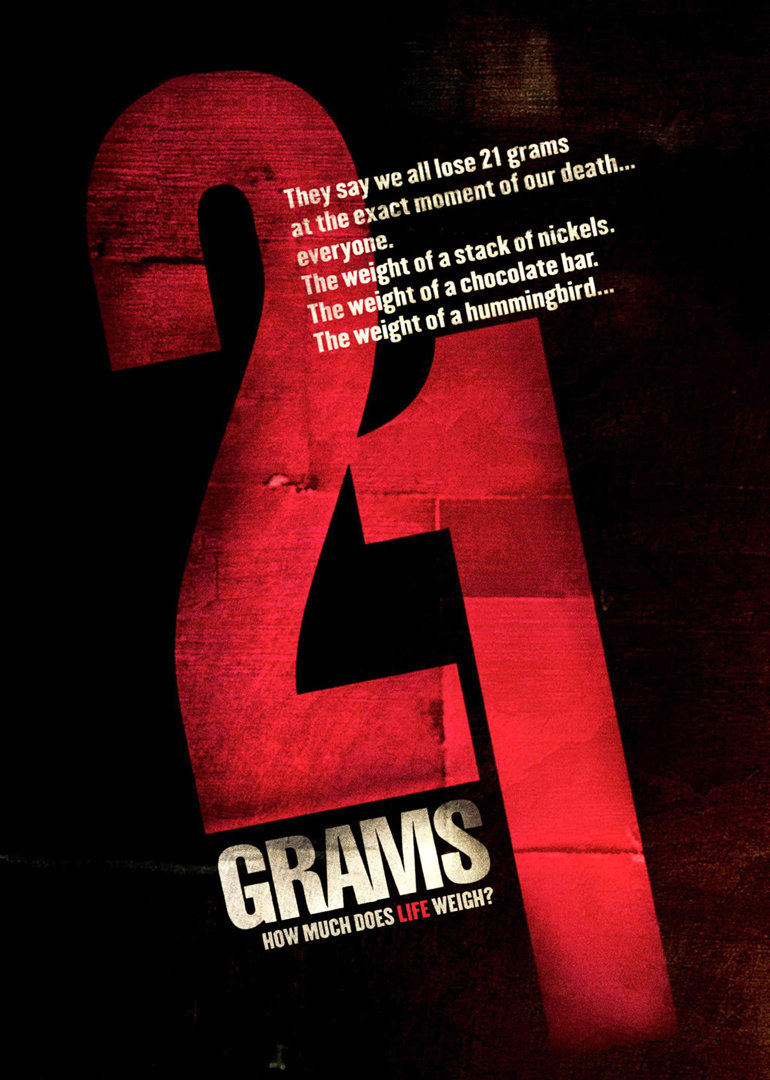 They say we all lose 21 grams
at the exact moment of our death...
everyone.
The weight of a stack of nickels.
The weight of a chocolate bar.
The weight of a hummingbird...
21
GRAMS
HOW MUCH DOES LIFE WEIGH?